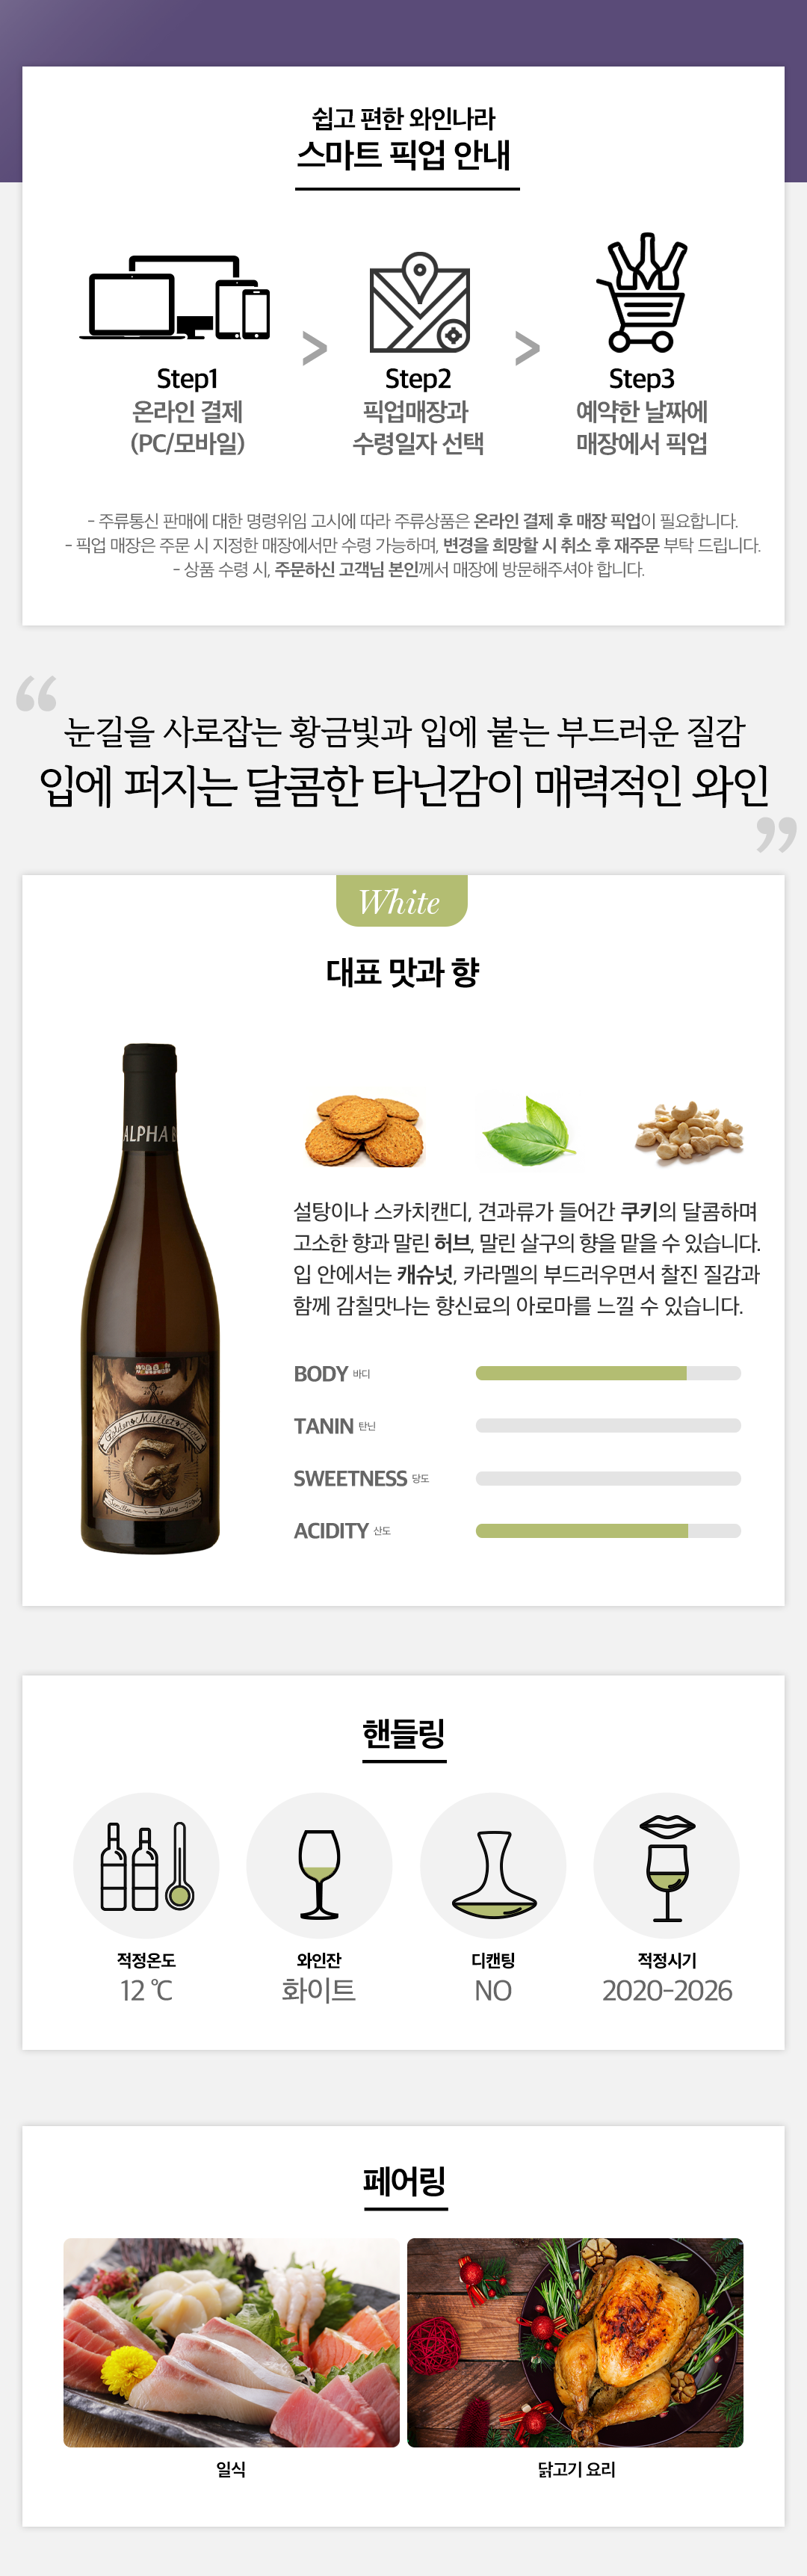 쉽고 편한 와인나라
스마트 픽업 안내
Step1
온라인 결제
(PC/모바일)
>
Step2
픽업매장과
수령일자 선택
>
Step3
예약한 날짜에
매장에서 픽업
- 주류통신 판매에 대한 명령위임 고시에 따라 주류상품은 온라인 결제 후 매장 픽업이 필요합니다.
- 픽업 매장은 주문 시 지정한 매장에서만 수령 가능하며, 변경을 희망할 시 취소 후 재주문 부탁 드립니다.
- 상품 수령 시, 주문하신 고객님 본인께서 매장에 방문해주셔야 합니다.
“
눈길을 사로잡는 황금빛과 입에 붙는 부드러운 질감
입에 퍼지는 달콤한 타닌감이 매력적인 와인
”
White
대표 맛과 향
ALPHA B
Golden Mullet Fury
설탕이나 스카치캔디, 견과류가 들어간 쿠키의 달콤하며
고소한 향과 말린 허브, 말린 살구의 향을 맡을 수 있습니다.
입 안에서는 캐슈넛, 카라멜의 부드러우면서 찰진 질감과
함께 감칠맛나는 향신료의 아로마를 느낄 수 있습니다.
BODY 바디
TANIN 탄닌
SWEETNESS 당도
ACIDITY 산도
핸들링
적정온도
12 ℃
와인잔
화이트
디캔팅
NO
적정시기
2020-2026
페어링
일식
닭고기 요리